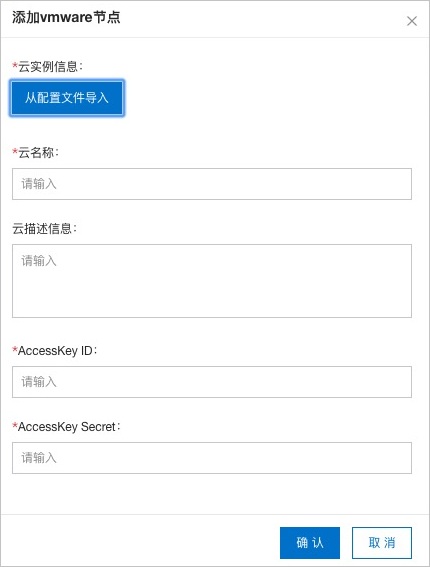 添加vmware节点
*云实例信息：
从配置文件导入
*云名称：
请输入
云描述信息：
请输入
*AccessKey ID：
请输入
*AccessKey Secret：
请输入
确 认
取 消